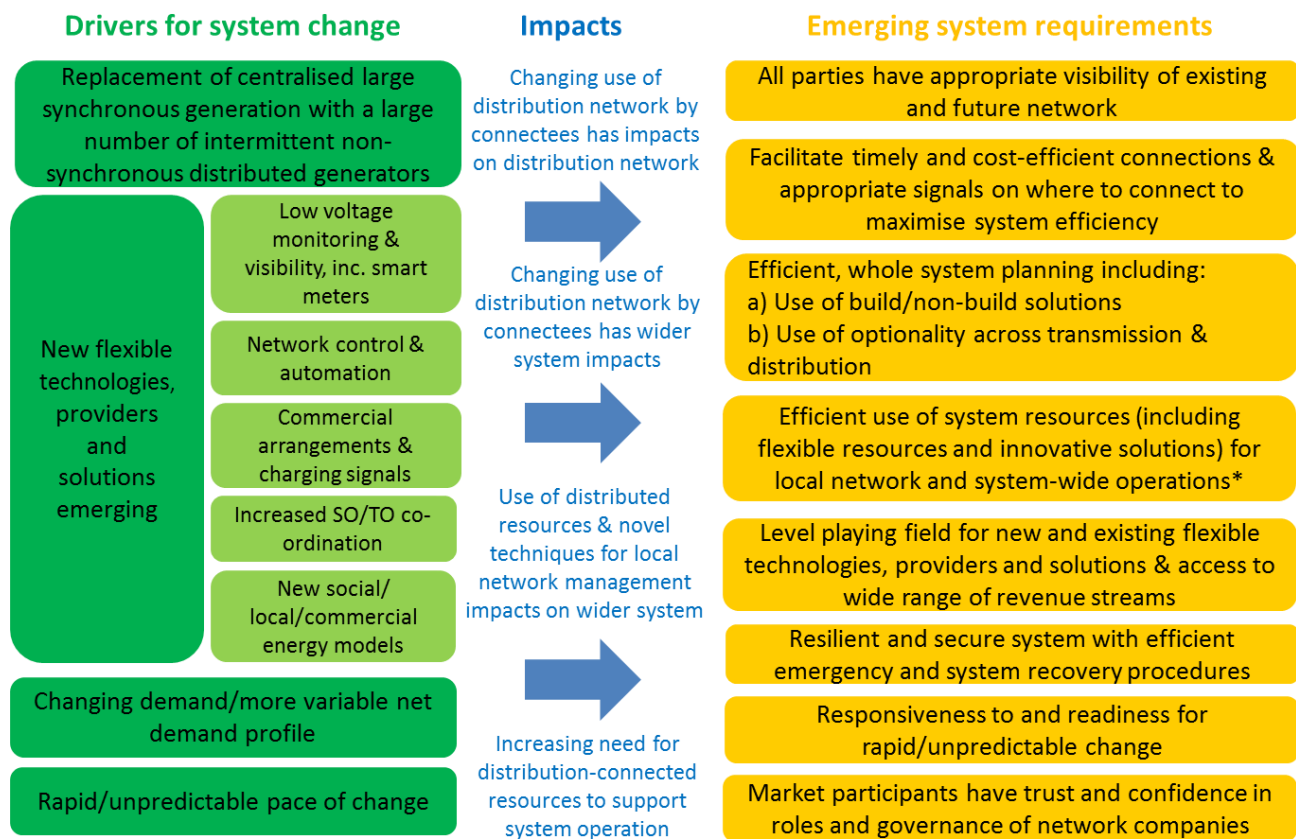 Drivers for system change
Replacement of centralised large
synchronous generation with a large
number of intermittent non-
synchronous distributed generators
New flexible
technologies,
providers
and
solutions
emerging
Low voltage
monitoring &
visibility, inc. smart
meters
Network control &
automation
Commercial
arrangements &
charging signals
Increased SO/TO co-
ordination
New social/
local/commercial
energy models
Changing demand/more variable net
demand profile
Rapid/unpredictable pace of change
Impacts
Changing use of
distribution network by
connectees has impacts
on distribution network
Changing use of
distribution network by
connectees has wider
system impacts
Use of distributed
resources & novel
techniques for local
network management
impacts on wider system
Increasing need for
distribution-connected
resources to support
system operation
Emerging system requirements
All parties have appropriate visibility of existing
and future network
Facilitate timely and cost-efficient connections &
appropriate signals on where to connect to
maximise system efficiency
Efficient, whole system planning including:
a) Use of build/non-build solutions
b) Use of optionality across transmission &
distribution
Efficient use of system resources (including
flexible resources and innovative solutions) for
local network and system-wide operations*
Level playing field for new and existing flexible
technologies, providers and solutions & access to
wide range of revenue streams
Resilient and secure system with efficient
emergency and system recovery procedures
Responsiveness to and readiness for
rapid/unpredictable change
Market participants have trust and confidence in
roles and governance of network companies